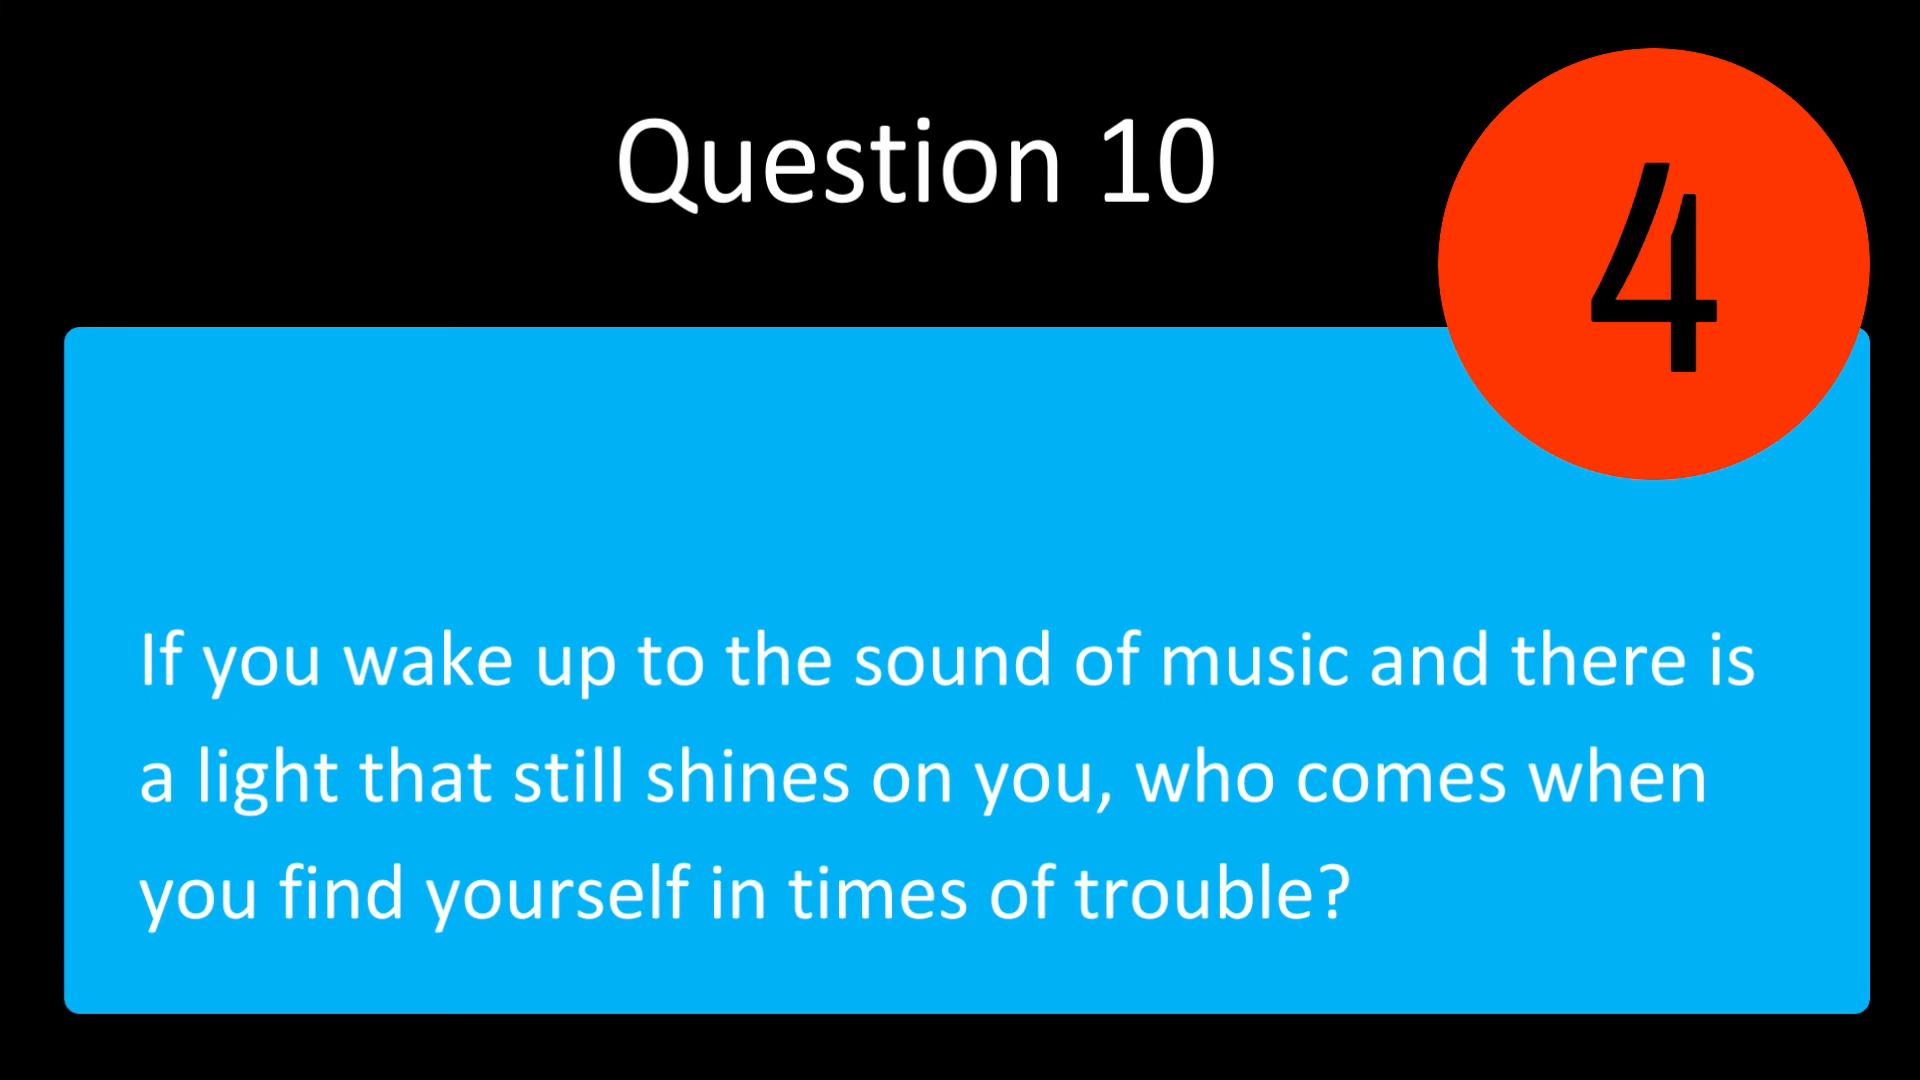 Question 10
4
If you wake up to the sound of music and there is
a light that still shines on you, who comes when
you find yourself in times of trouble?